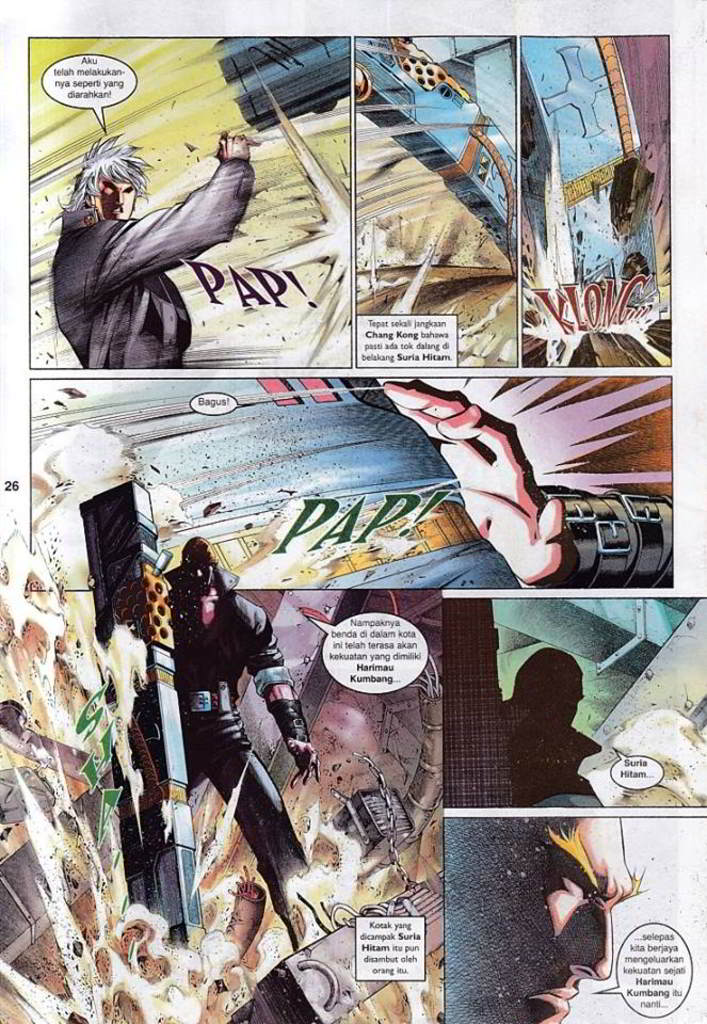 Aku
telah melakukan-
nya seperti yang
diarahkan!
PAP!
Tepat sekali jangkaan
Chang Kong bahawa
pasti ada tok dalang di
belakang Suria Hitam.
KLONG!!
Bagus!
PAP!
26
Nampaknya
benda di dalam kota
ini telah terasa akan
kekuatan yang dimiliki
Harimau
Kumbang...
Suria
Hitam...
Kotak yang
dicampak Suria
Hitam itu pun
disambut oleh
orang itu.
...selepas
kita berjaya
mengeluarkan
kekuatan sejati
Harimau
Kumbang itu
nanti...